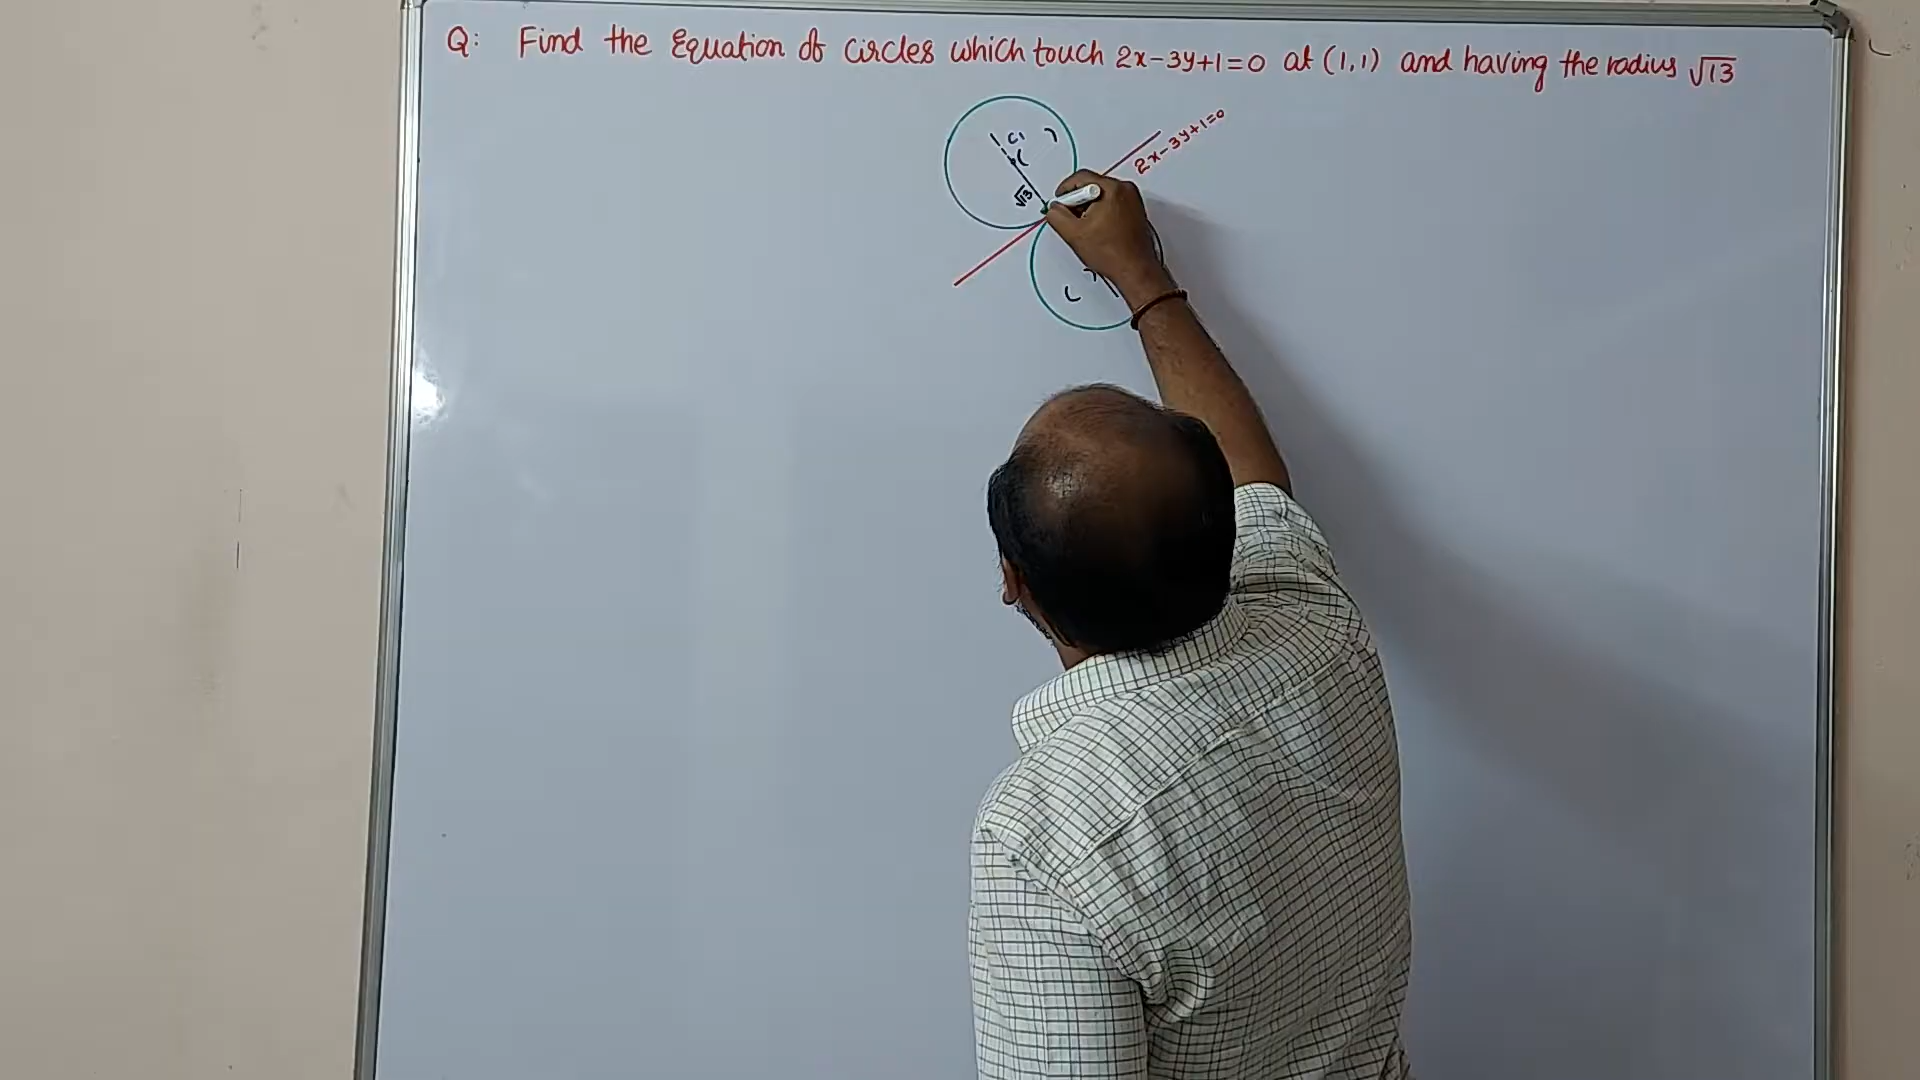 Q: Find the Equation of circles which touch 2x-3y+1=0 at (1,1) and having the radius √13
2x-3y+1=0
C1
( )
√13
( )